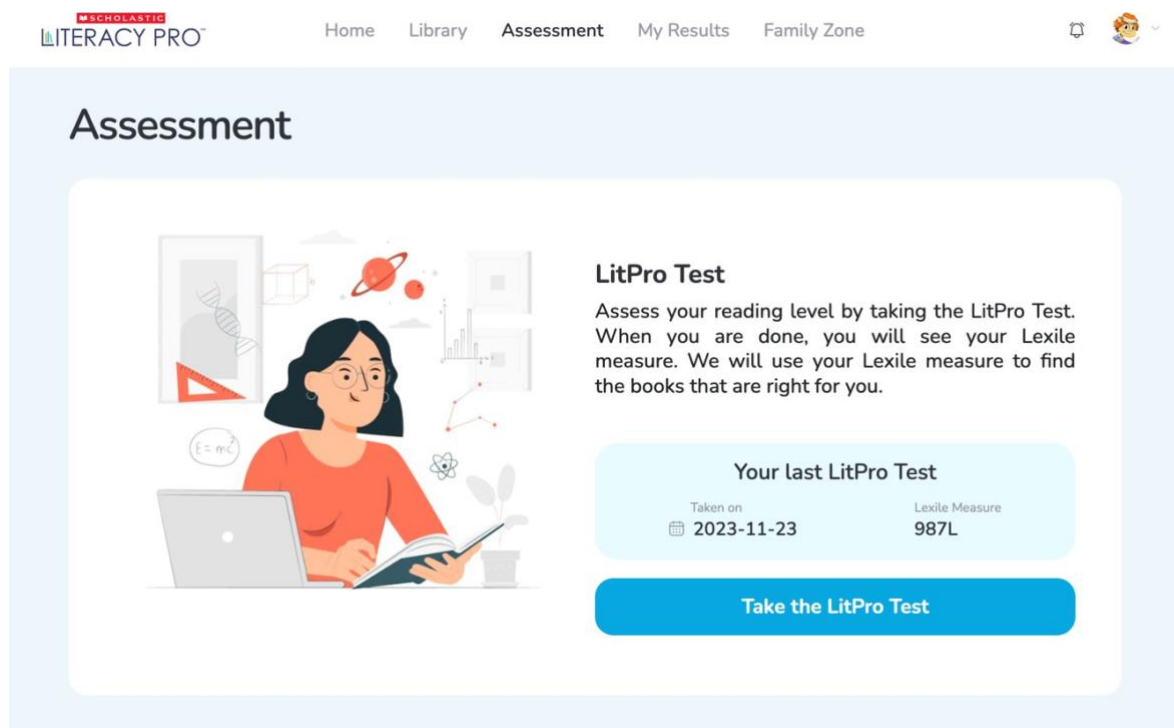 SCHOLASTIC
LITERACY PRO™
Home Library Assessment My Results Family Zone
Assessment
LitPro Test
Assess your reading level by taking the LitPro Test.
When you are done, you will see your Lexile
measure. We will use your Lexile measure to find
the books that are right for you.
E = mc²
Your last LitPro Test
Taken on Lexile Measure
2023-11-23 987L
Take the LitPro Test